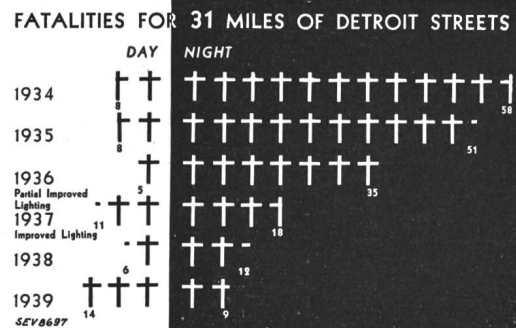 FATALITIES FOR 31 MILES OF DETROIT STREETS
DAY NIGHT
1934
8 58
1935
8 51
1936
5 35
Partial Improved
Lighting
1937
11 18
Improved Lighting
1938
6 12
1939
14 9
SEV8697